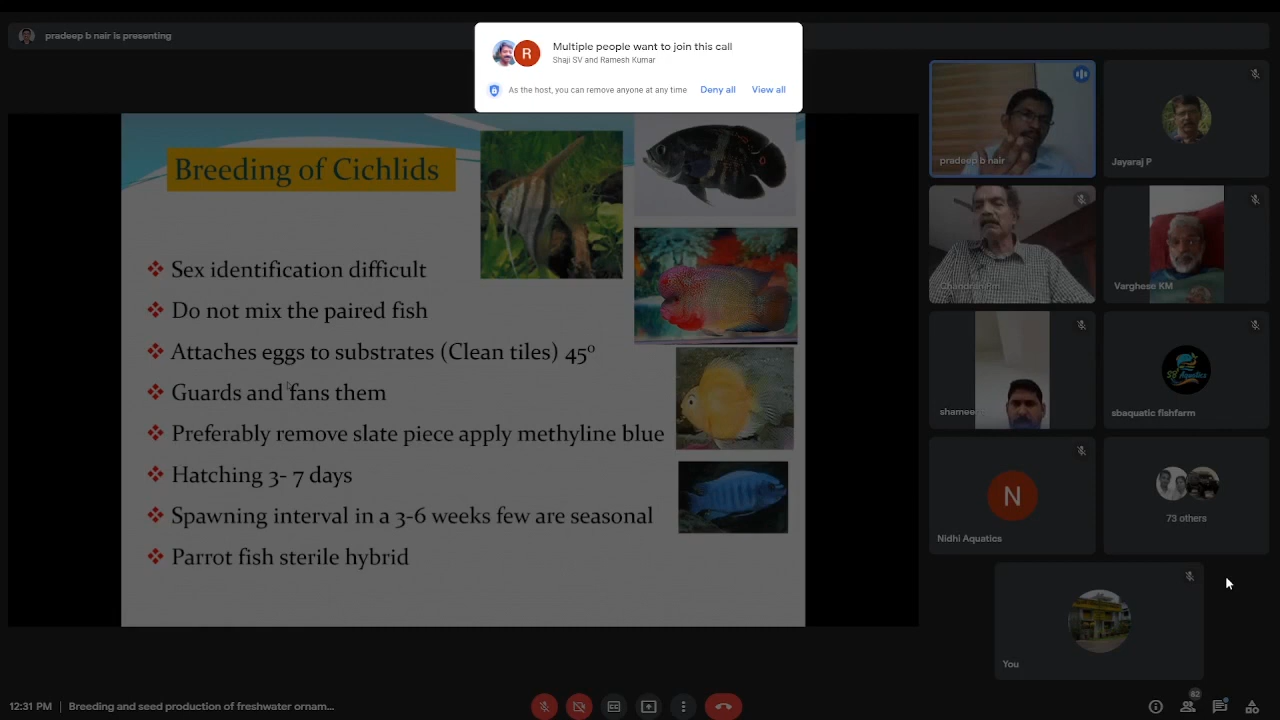 pradeep b nair is presenting
Multiple people want to join this call
Shaji SV and Ramesh Kumar
R
As the host, you can remove anyone at any time
Deny all
View all
Breeding of Cichlids
Sex identification difficult
Do not mix the paired fish
Attaches eggs to substrates (Clean tiles) 45º
Guards and fans them
Preferably remove slate piece apply methyline blue
Hatching 3- 7 days
Spawning interval in a 3-6 weeks few are seasonal
Parrot fish sterile hybrid
pradeep b nair
Jayaraj P
Varghese KM
sbaquatic fishfarm
N
Nidhi Aquatics
73 others
You
12:31 PM | Breeding and seed production of freshwater ornam...
82